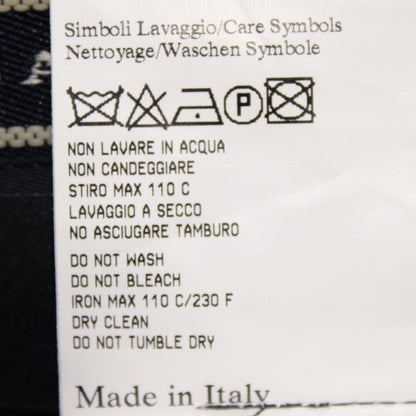 Simboli Lavaggio/Care Symbols
Nettoyage/Waschen Symbole
P
NON LAVARE IN ACQUA
NON CANDEGGIARE
STIRO MAX 110 C
LAVAGGIO A SECCO
NO ASCIUGARE TAMBURO
DO NOT WASH
DO NOT BLEACH
IRON MAX 110 C/230 F
DRY CLEAN
DO NOT TUMBLE DRY
Made in Italy